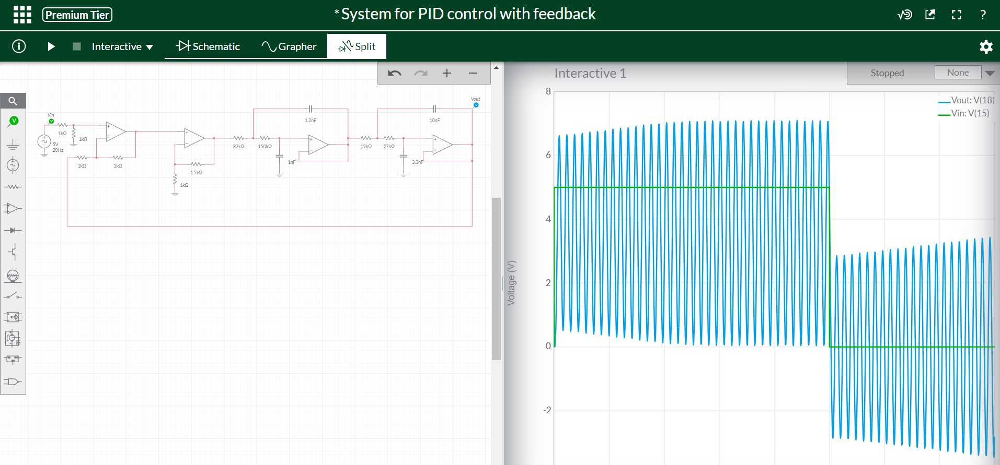 Premium Tier
*System for PID control with feedback
?
Interactive
Schematic
Grapher
Split
Interactive 1
Stopped
None
Vin
V
1kΩ
1kΩ
5V
20Hz
1kΩ
1kΩ
1.5kΩ
1kΩ
82kΩ
150kΩ
1.2nF
1nF
12kΩ
27kΩ
10nF
3.3nF
Vout
V
V
Voltage (V)
8
6
4
2
0
-2
Vout: V(18)
Vin: V(15)